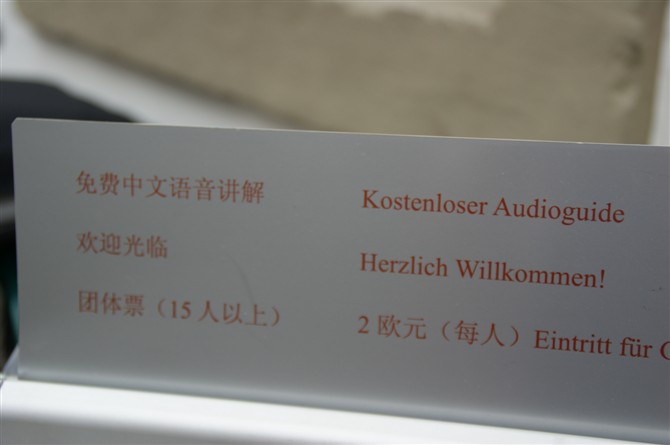 免费中文语音讲解 Kostenloser Audioguide
欢迎光临 Herzlich Willkommen!
团体票（15 人以上） 2 欧元（每人）Eintritt für